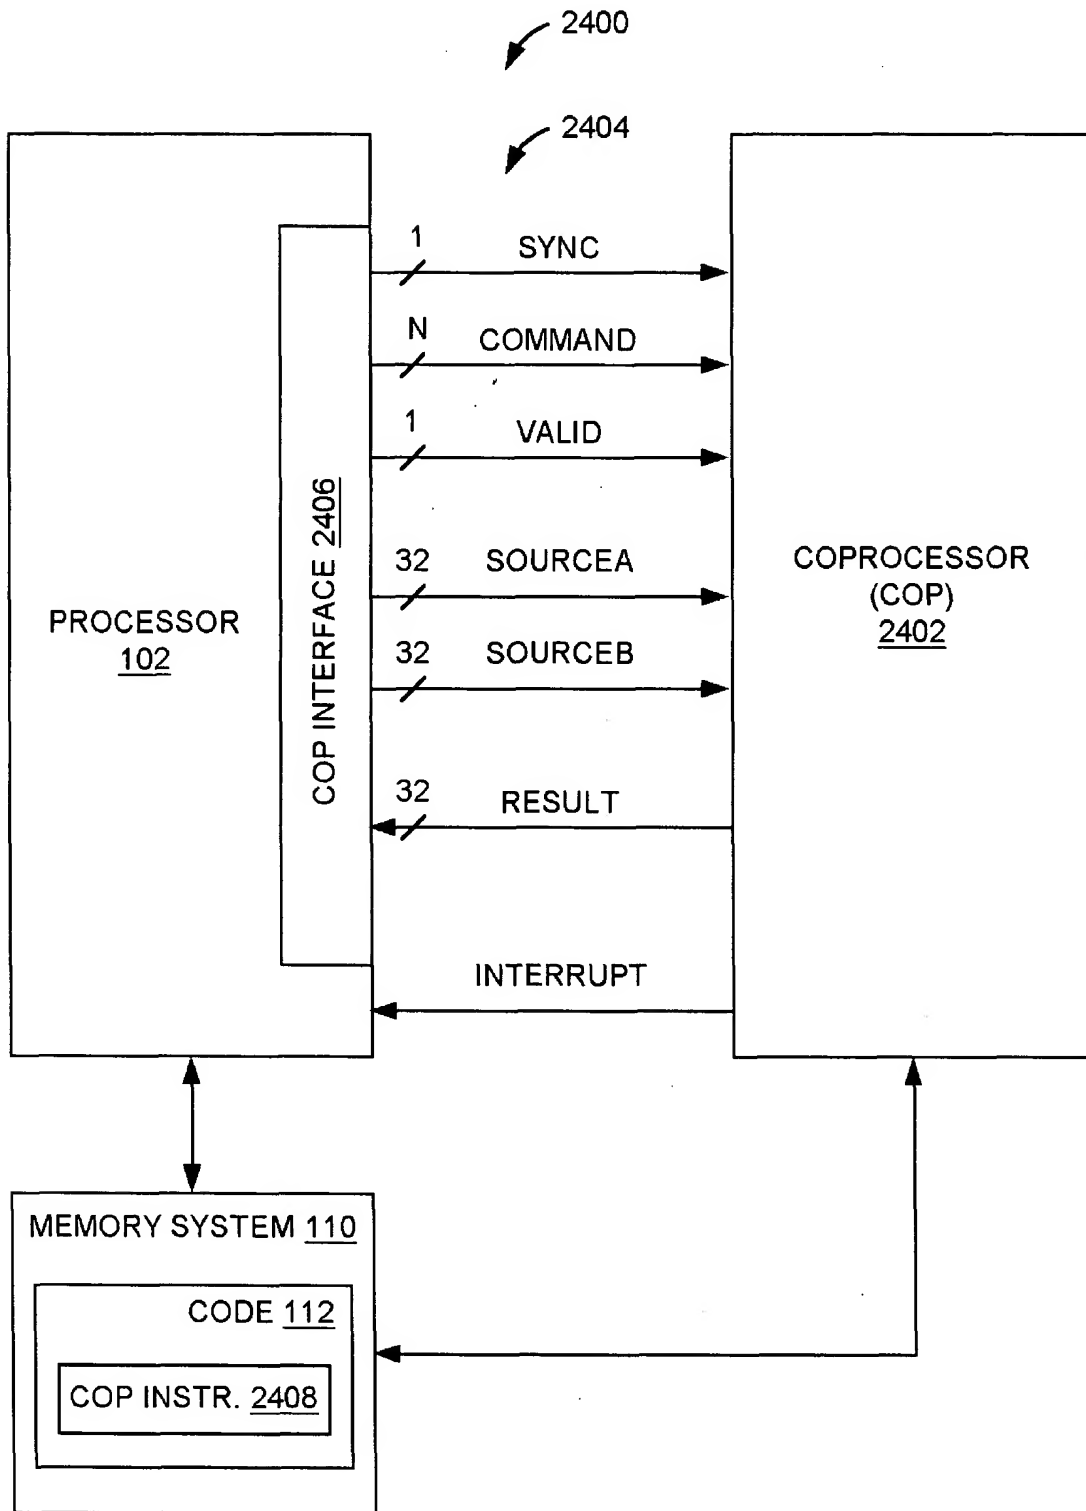 2400
2404
1
SYNC
N
COMMAND
1
VALID
32
SOURCEA
32
SOURCEB
32
RESULT
INTERRUPT
PROCESSOR
102
COP INTERFACE 2406
COPROCESSOR
(COP)
2402
MEMORY SYSTEM 110
CODE 112
COP INSTR. 2408